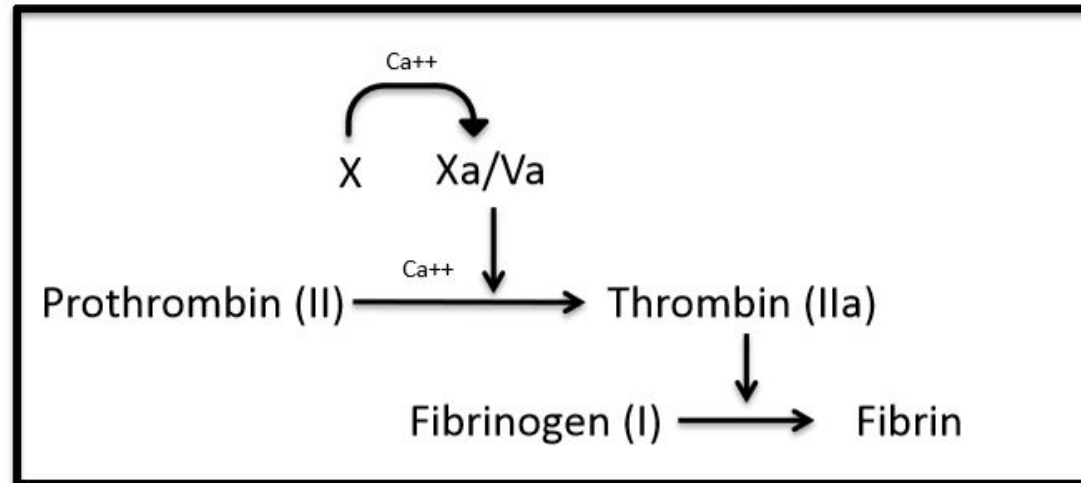 Ca++
X Xa/Va
Ca++
Prothrombin (II) Thrombin (IIa)
Fibrinogen (I) Fibrin